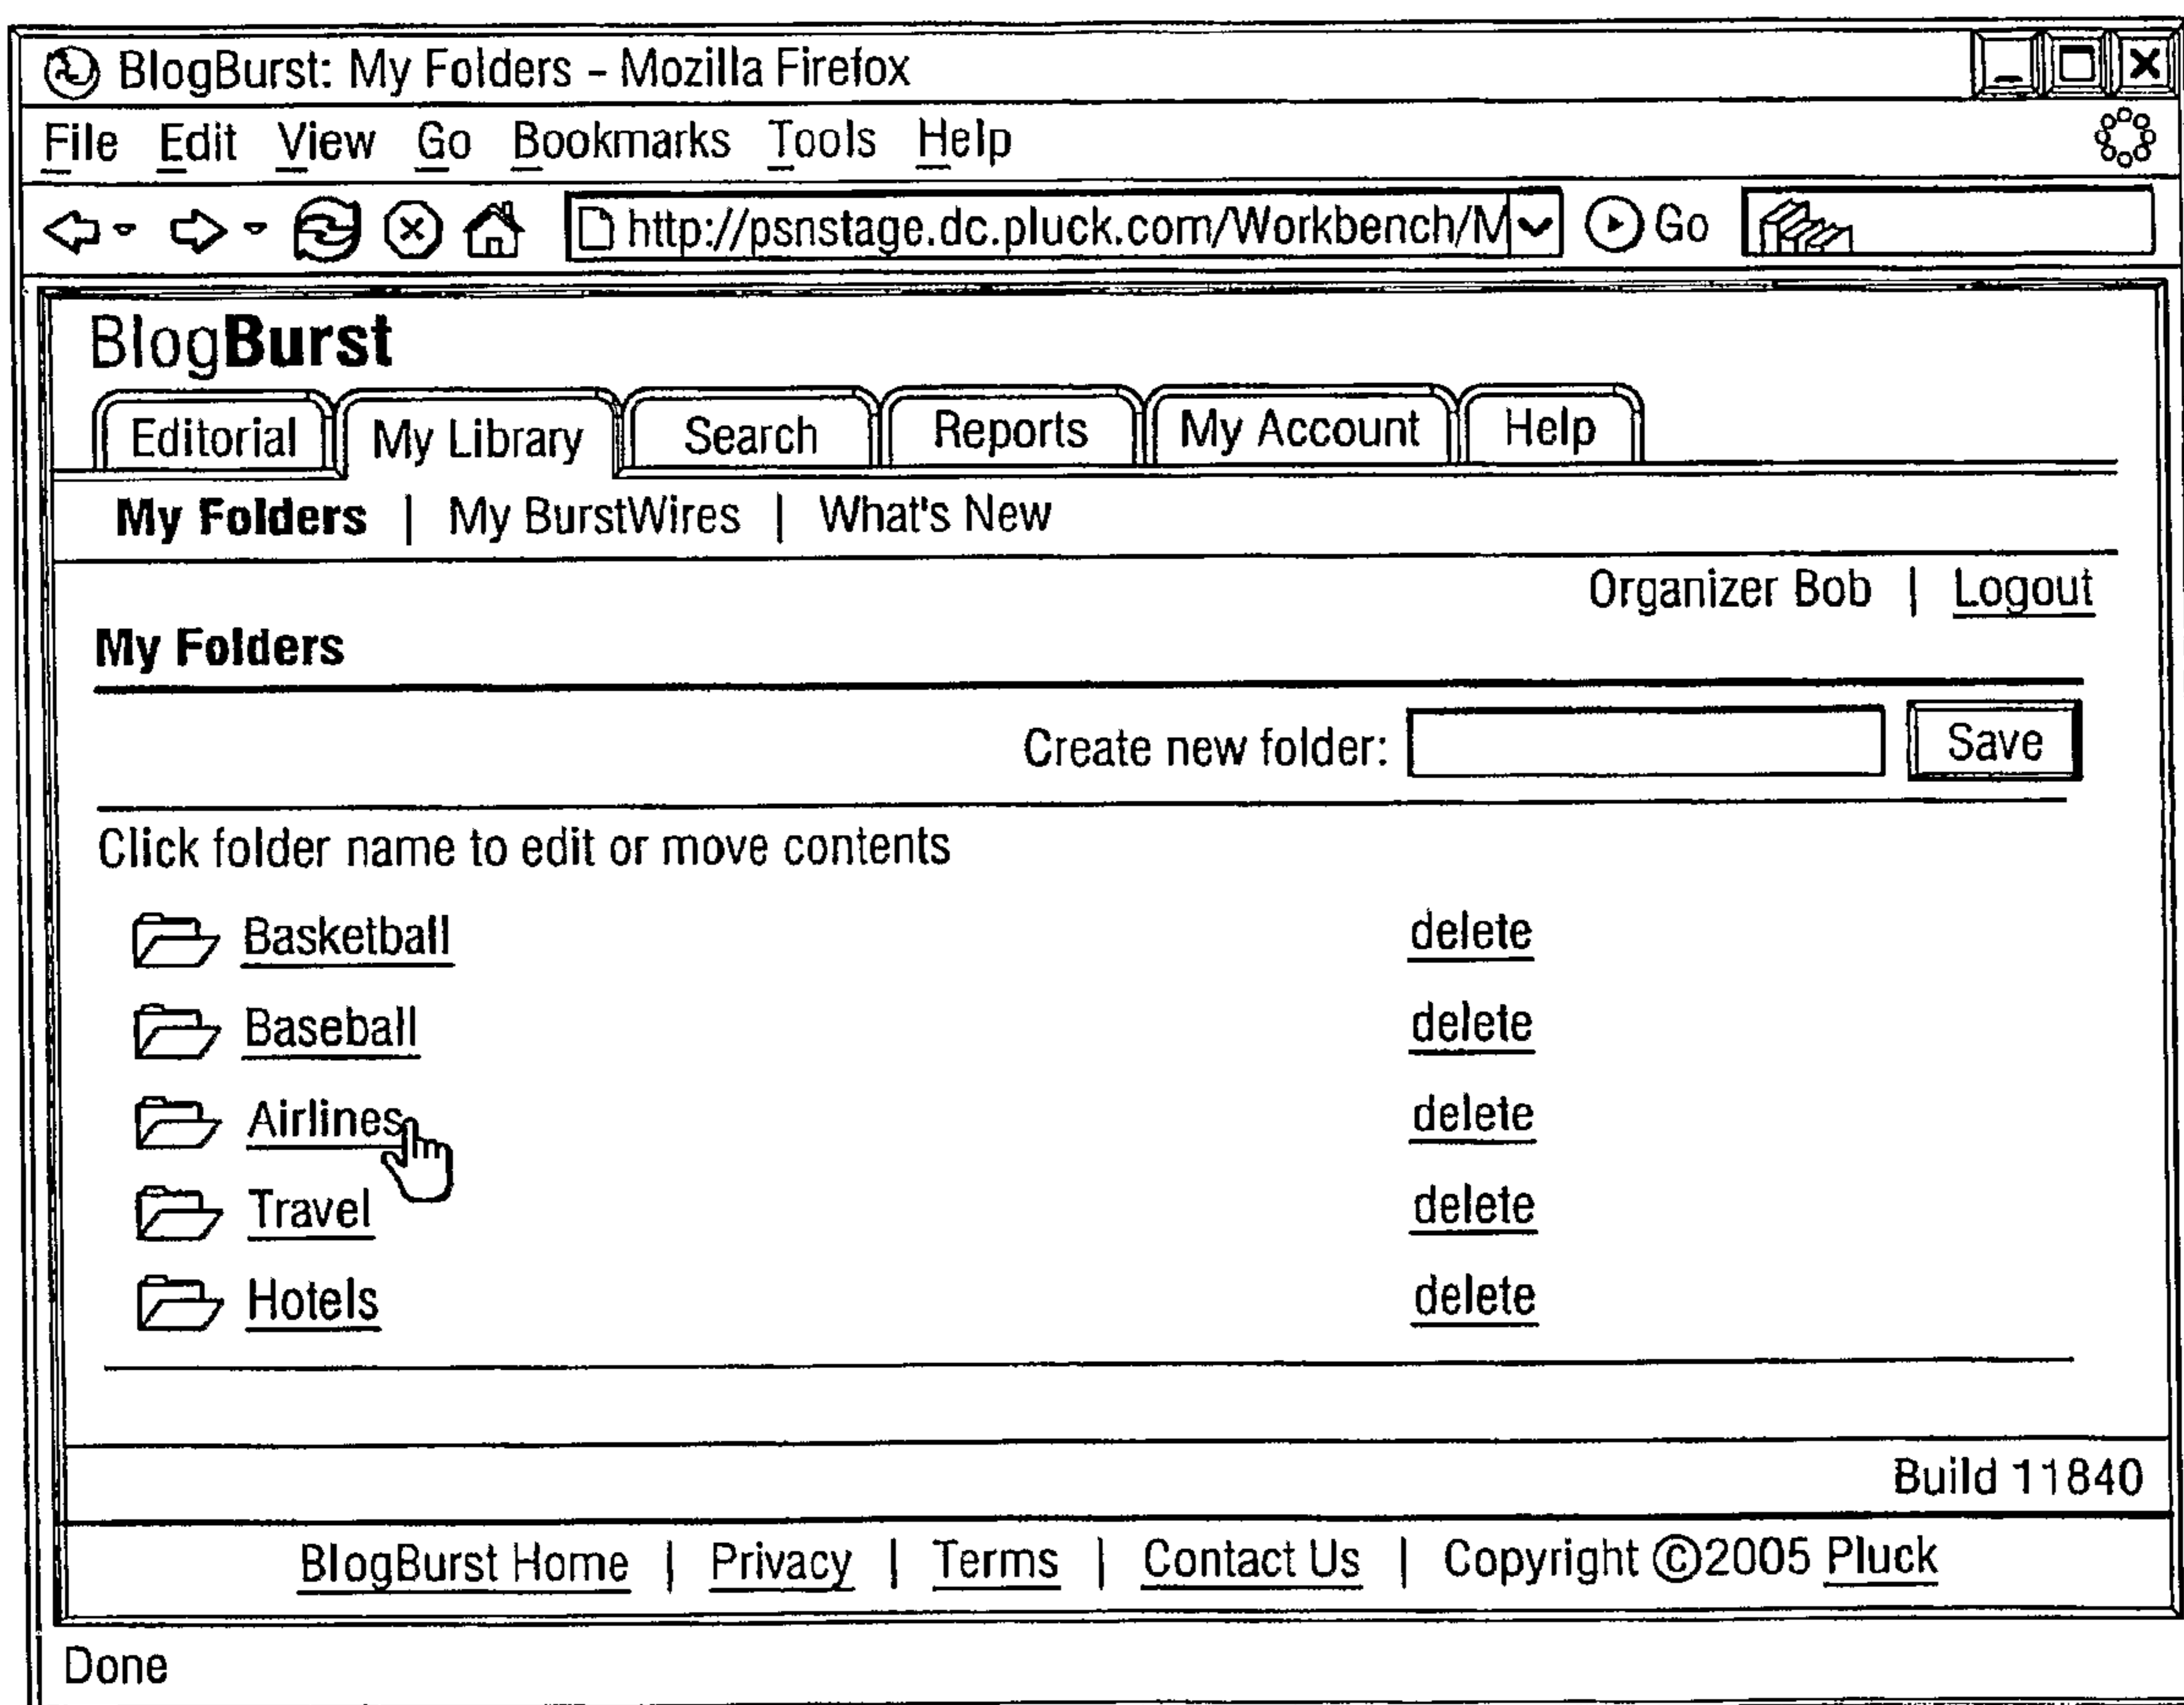 BlogBurst: My Folders - Mozilla Firefox
File Edit View Go Bookmarks Tools Help
http://psnstage.dc.pluck.com/Workbench/M Go
BlogBurst
Editorial My Library Search Reports My Account Help
My Folders | My BurstWires | What's New
Organizer Bob | Logout
My Folders
Create new folder: Save
Click folder name to edit or move contents
Basketball delete
Baseball delete
Airlines delete
Travel delete
Hotels delete
Build 11840
BlogBurst Home | Privacy | Terms | Contact Us | Copyright ©2005 Pluck
Done